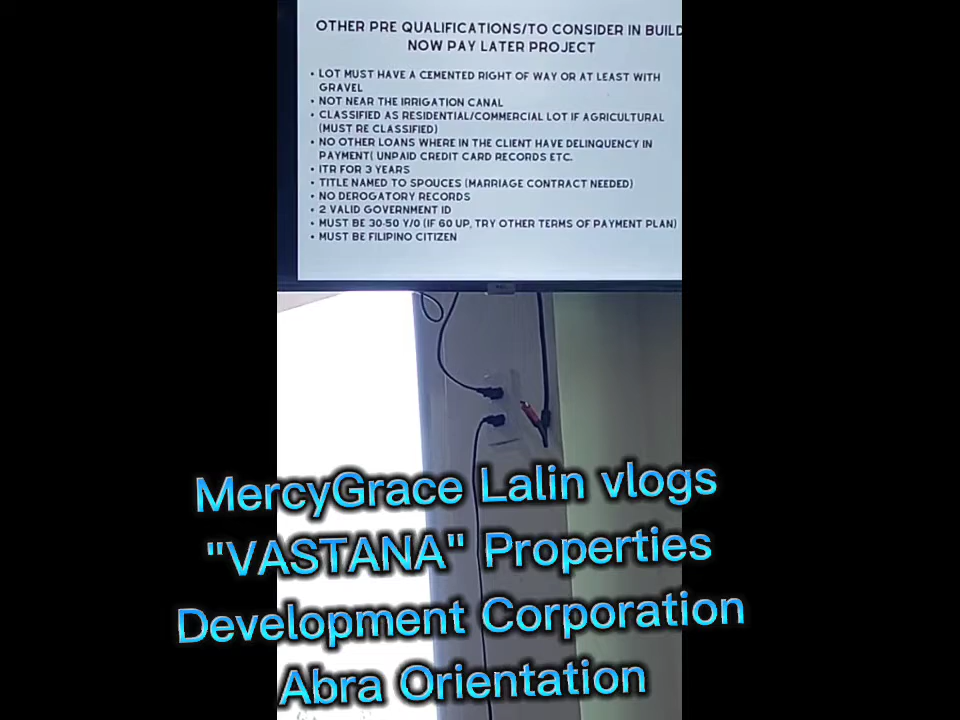 OTHER PRE QUALIFICATIONS/TO CONSIDER IN BUILD
NOW PAY LATER PROJECT
• LOT MUST HAVE A CEMENTED RIGHT OF WAY OR AT LEAST WITH
GRAVEL
• NOT NEAR THE IRRIGATION CANAL
• CLASSIFIED AS RESIDENTIAL/COMMERCIAL LOT IF AGRICULTURAL
(MUST RE CLASSIFIED)
• NO OTHER LOANS WHERE IN THE CLIENT HAVE DELINQUENCY IN
PAYMENT( UNPAID CREDIT CARD RECORDS ETC.
• ITR FOR 3 YEARS
• TITLE NAMED TO SPOUCES (MARRIAGE CONTRACT NEEDED)
• NO DEROGATORY RECORDS
• 2 VALID GOVERNMENT ID
• MUST BE 30-50 Y/0 (IF 60 UP, TRY OTHER TERMS OF PAYMENT PLAN)
• MUST BE FILIPINO CITIZEN
MercyGrace Lalin vlogs
"VASTANA" Properties
Development Corporation
Abra Orientation